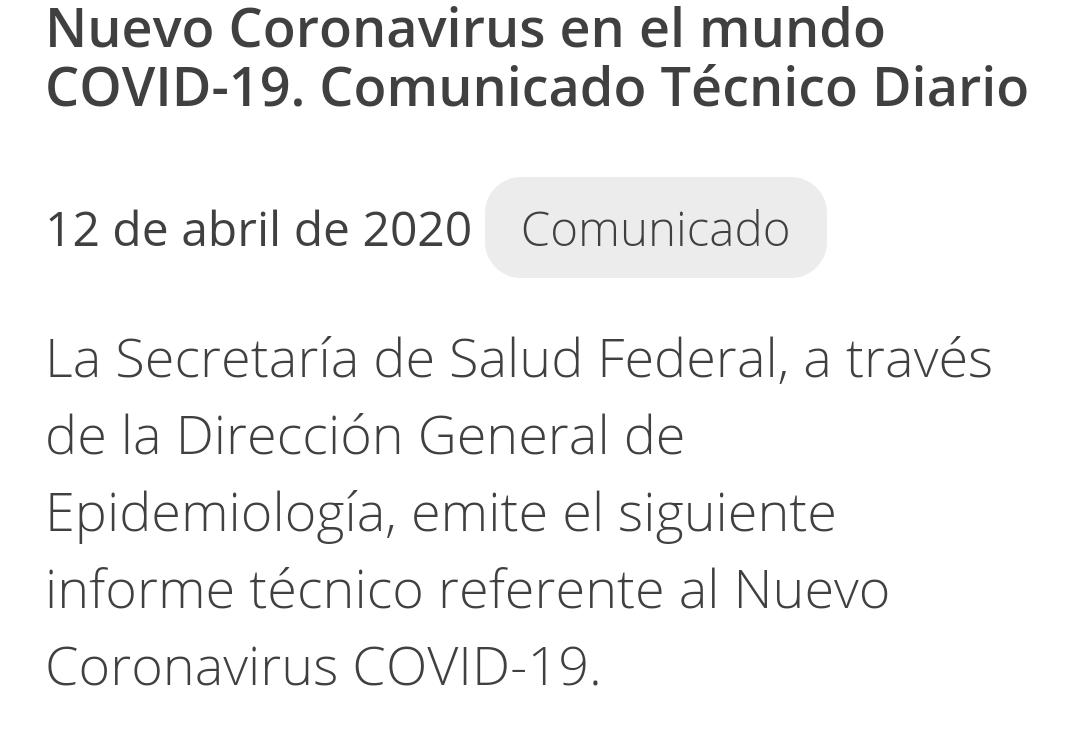 Nuevo Coronavirus en el mundo
COVID-19. Comunicado Técnico Diario
12 de abril de 2020 Comunicado
La Secretaría de Salud Federal, a través
de la Dirección General de
Epidemiología, emite el siguiente
informe técnico referente al Nuevo
Coronavirus COVID-19.